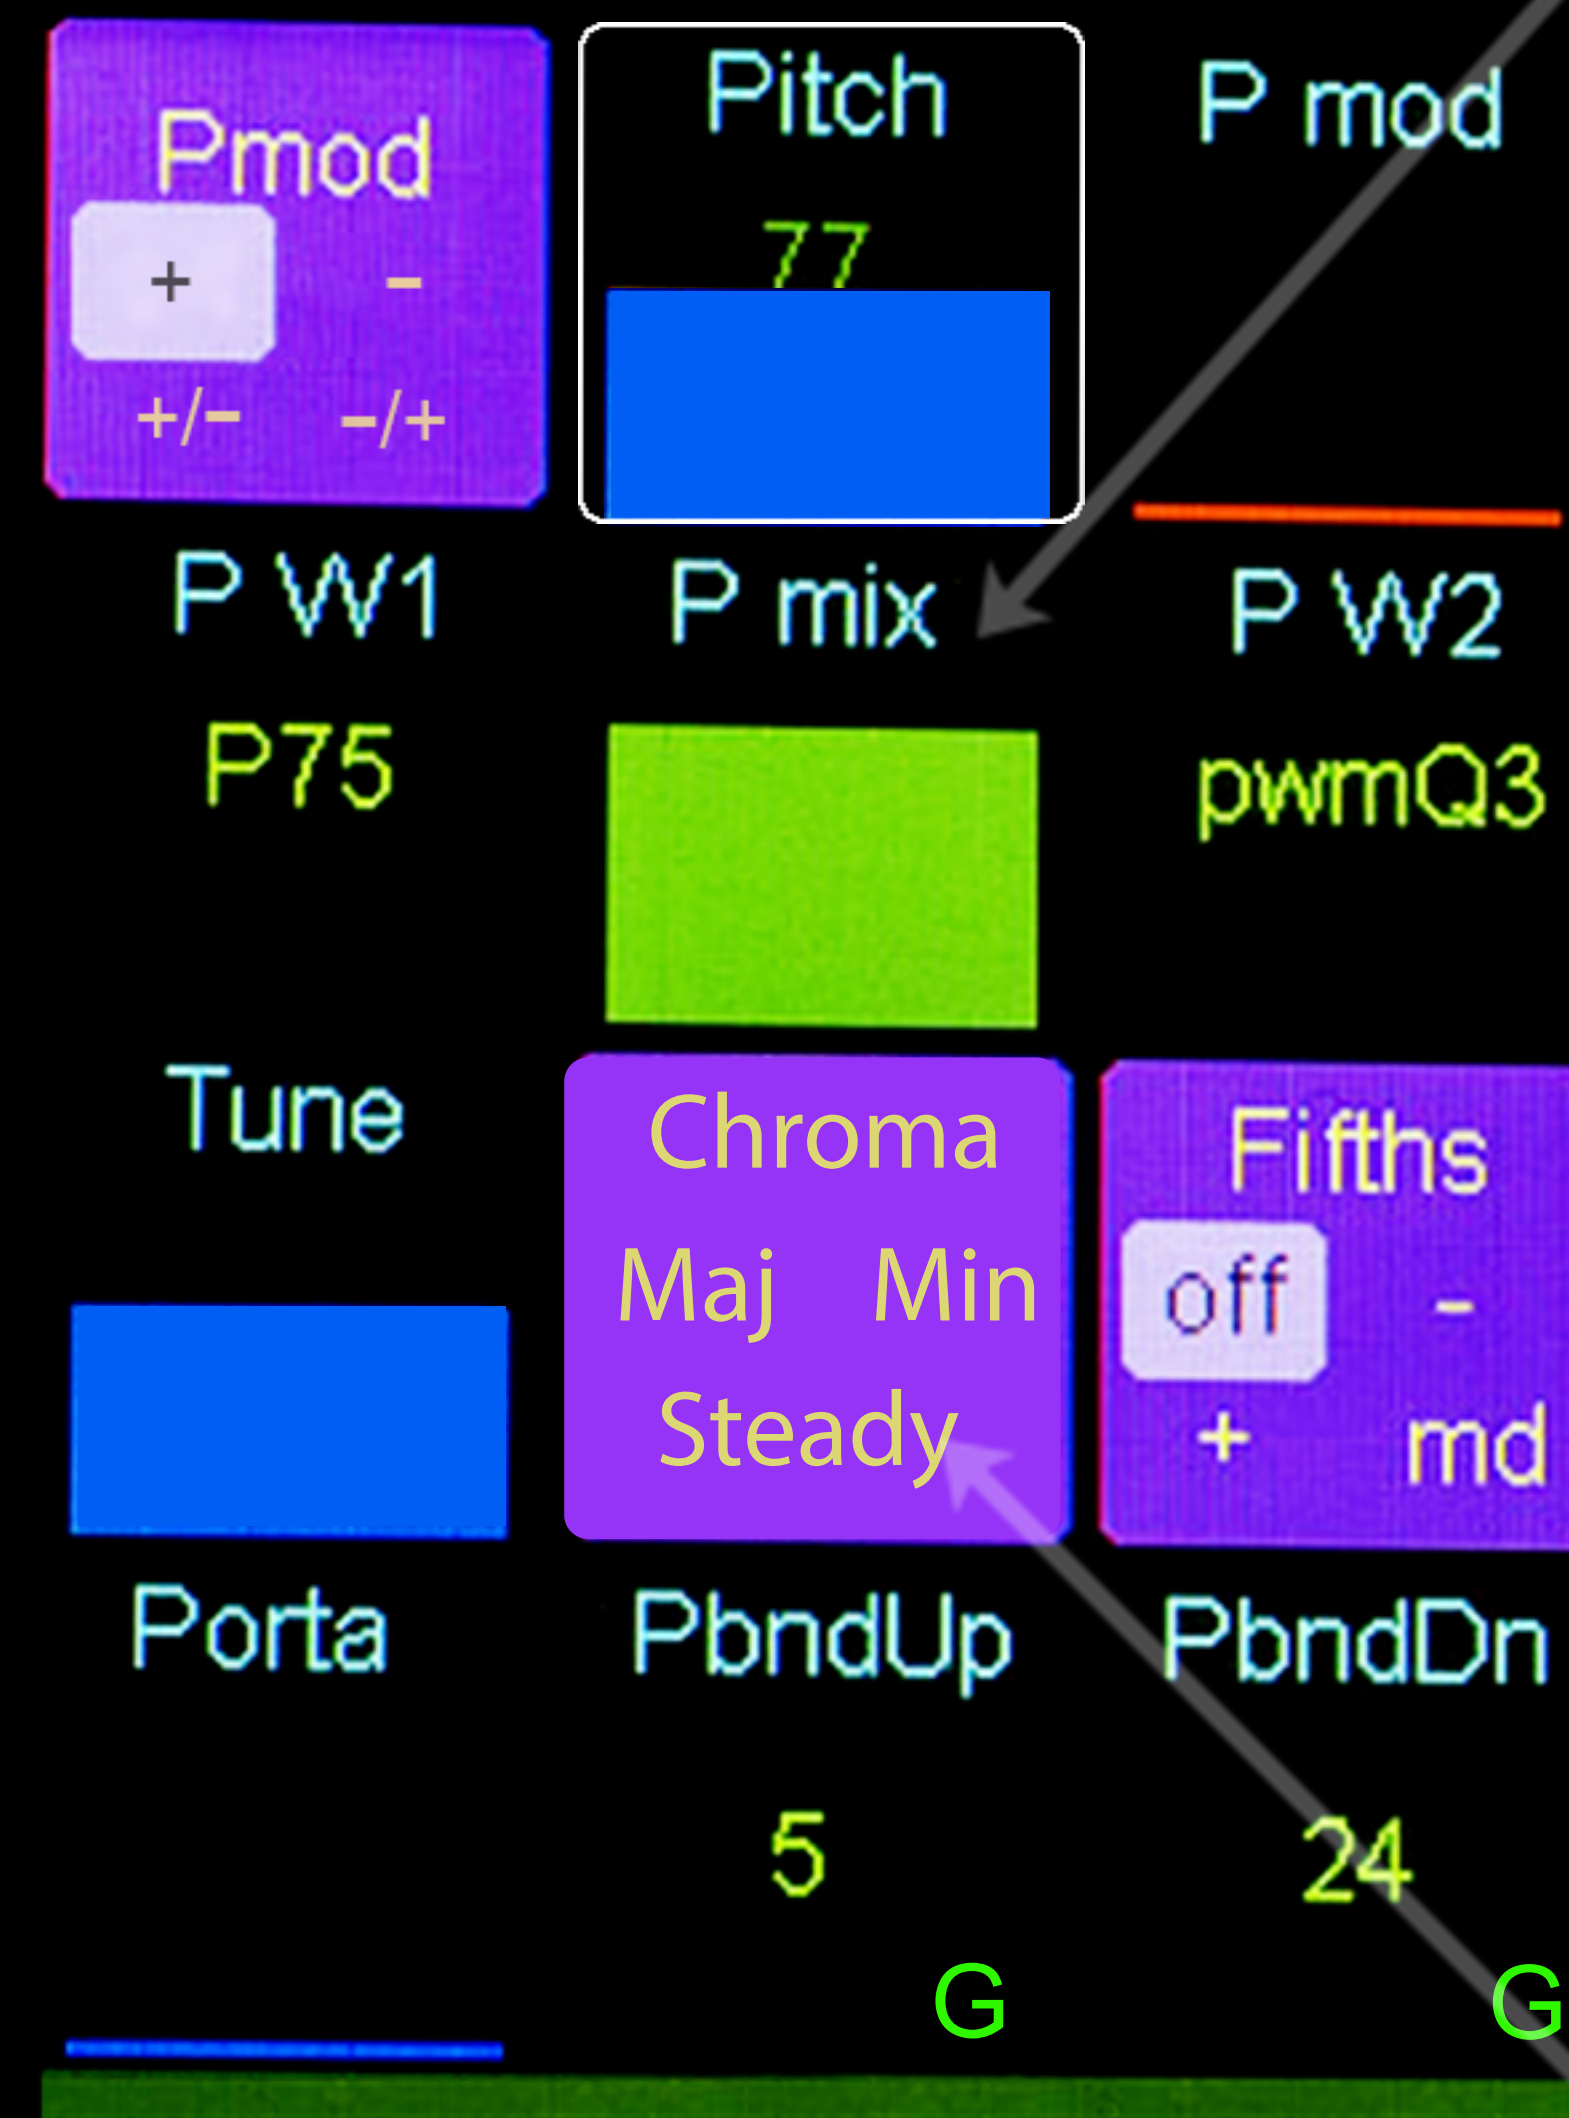 Pmod
+ -
+/- -/+
Pitch
77
P mod
P W1
P75
P mix
P W2
pwmQ3
Tune
Chroma
Maj Min
Steady
Fifths
off -
+ md
Porta
PbndUp
5
G
PbndDn
24
G